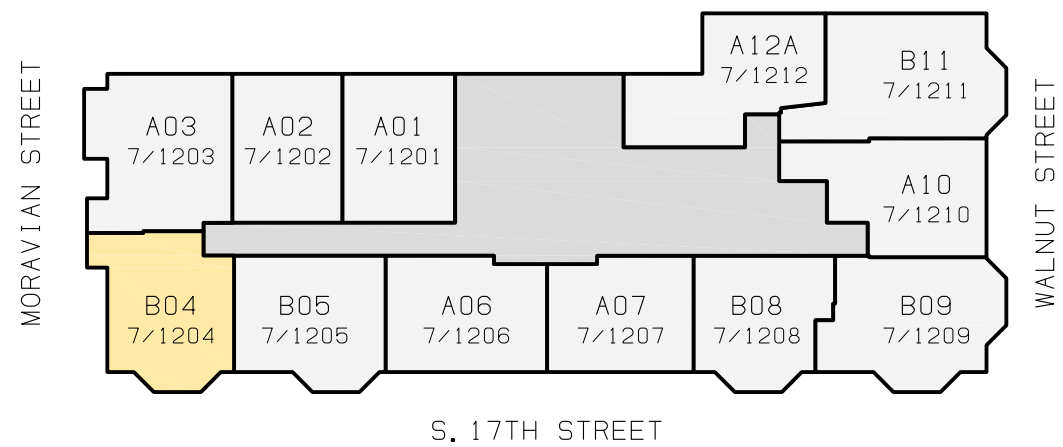 A12A
7/1212
B11
7/1211
MORAVIAN STREET
A03
7/1203
A02
7/1202
A01
7/1201
A10
7/1210
WALNUT STREET
B04
7/1204
B05
7/1205
A06
7/1206
A07
7/1207
B08
7/1208
B09
7/1209
S. 17TH STREET